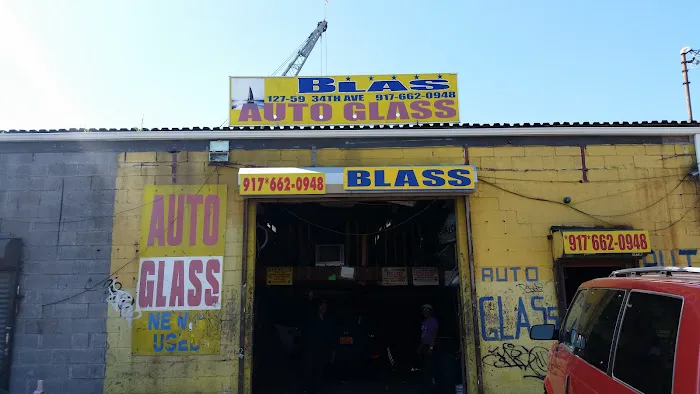 BLAS
127-59 34TH AVE 917-662-0948
AUTO GLASS
917*662-0948
BLASS
AUTO
GLASS
NEW
USED
*917*662-0948
AUTO
GLASS